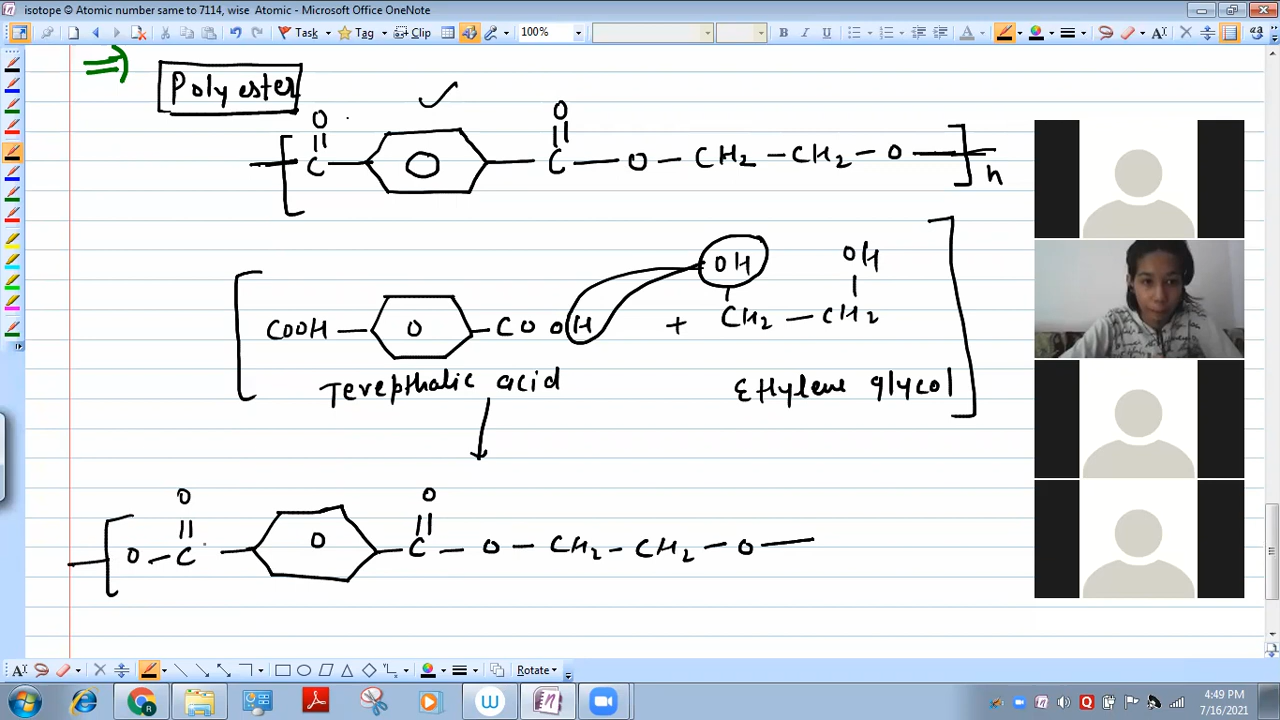 isotope © Atomic number same to 7114, wise Atomic - Microsoft Office OneNote
Task Tag Clip 100% B I U
Polyester
O O
C C O - CH2 - CH2 - O n
OH OH
COOH COOH + CH2 - CH2
Terepthalic acid Ethylene glycol
O O
O - C C - O - CH2 - CH2 - O
Rotate
4:49 PM
7/16/2021